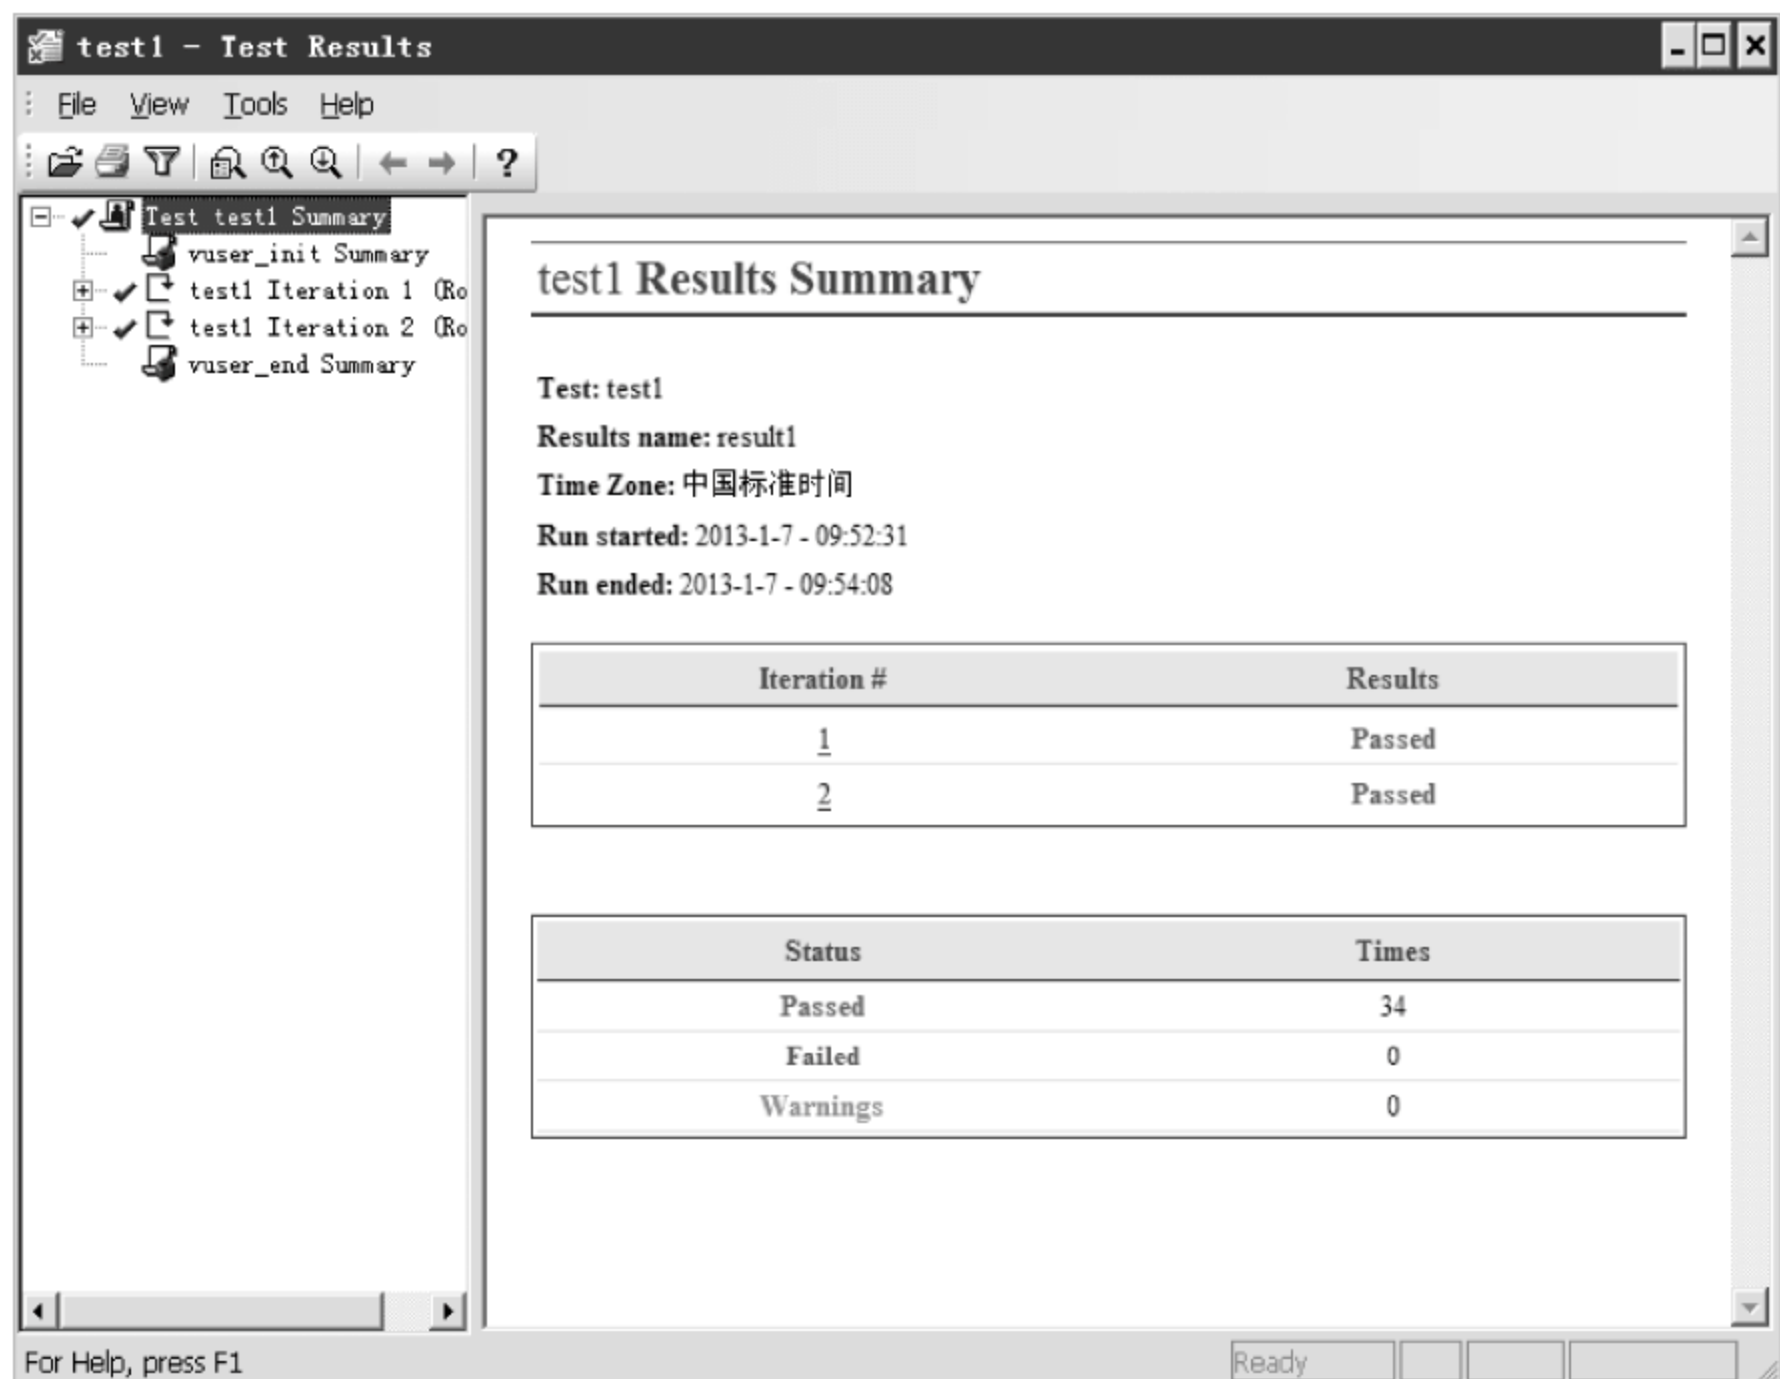 test1 - Test Results
File View Tools Help
?
Test test1 Summary
vuser_init Summary
test1 Iteration 1 (Ro
test1 Iteration 2 (Ro
vuser_end Summary
test1 Results Summary
Test: test1
Results name: result1
Time Zone: 中国标准时间
Run started: 2013-1-7 - 09:52:31
Run ended: 2013-1-7 - 09:54:08
Iteration # Results
1 Passed
2 Passed
Status Times
Passed 34
Failed 0
Warnings 0
For Help, press F1 Ready